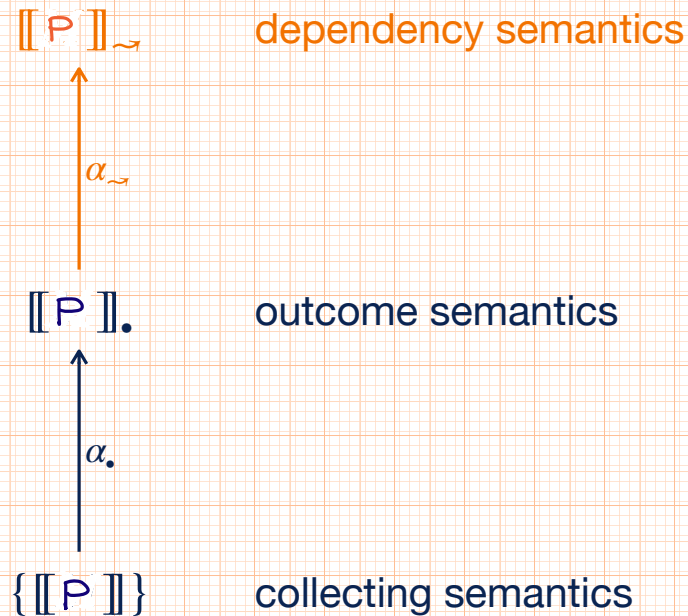 ⟦P⟧⤳ dependency semantics
α⤳
⟦P⟧• outcome semantics
α•
{⟦P⟧} collecting semantics